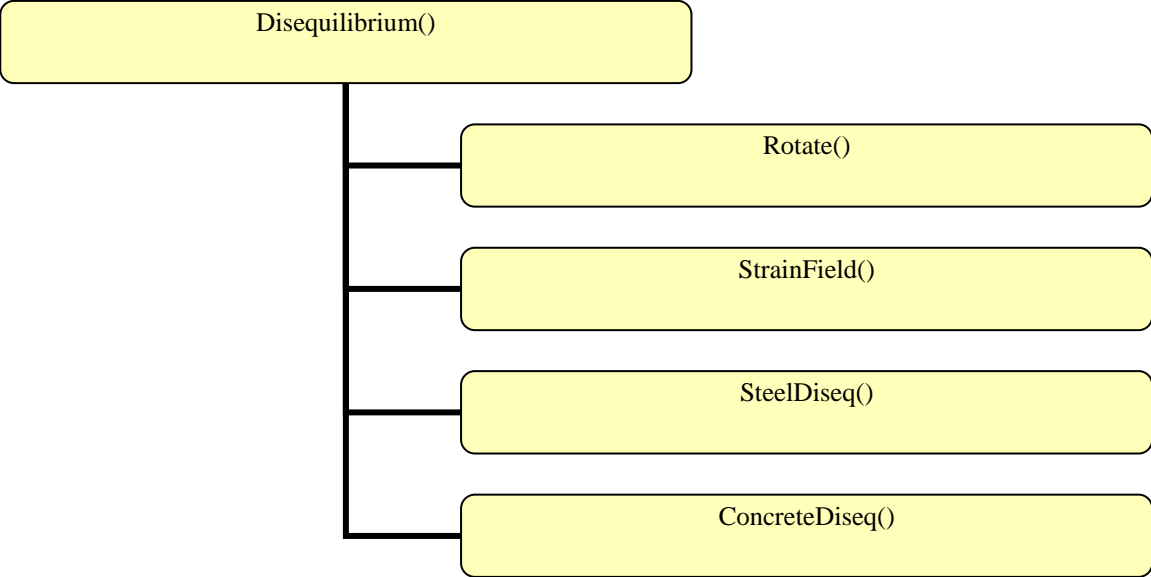 Disequilibrium()
Rotate()
StrainField()
SteelDiseq()
ConcreteDiseq()